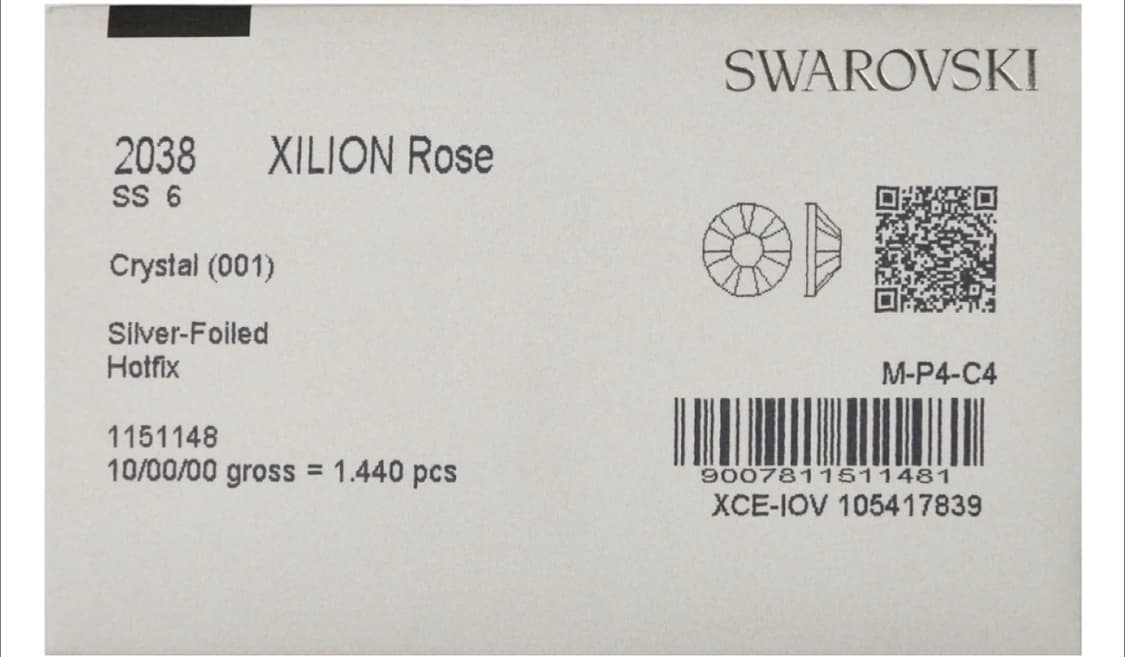 SWAROVSKI
2038 XILION Rose
SS 6
Crystal (001)
Silver-Foiled
Hotfix
1151148
10/00/00 gross = 1.440 pcs
M-P4-C4
9007811511481
XCE-IOV 105417839